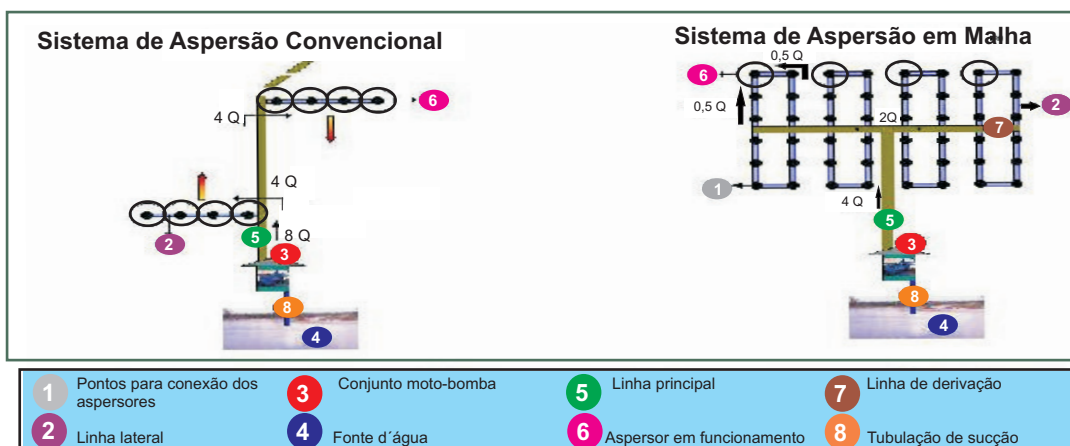 Sistema de Aspersão Convencional
4 Q
6
4 Q
2
5
8 Q
3
8
4
Sistema de Aspersão em Malha
0,5 Q
6
0,5 Q
2
2Q
7
1
4 Q
5
3
8
4
1 Pontos para conexão dos
aspersores
3 Conjunto moto-bomba
5 Linha principal
7 Linha de derivação
2 Linha lateral
4 Fonte d´água
6 Aspersor em funcionamento
8 Tubulação de sucção